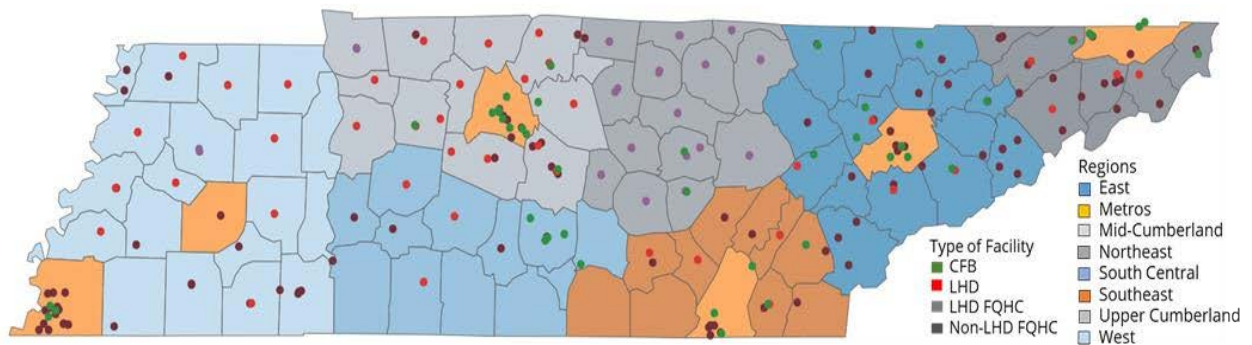 Regions
East
Metros
Mid-Cumberland
Northeast
South Central
Southeast
Upper Cumberland
West
Type of Facility
CFB
LHD
LHD FQHC
Non-LHD FQHC